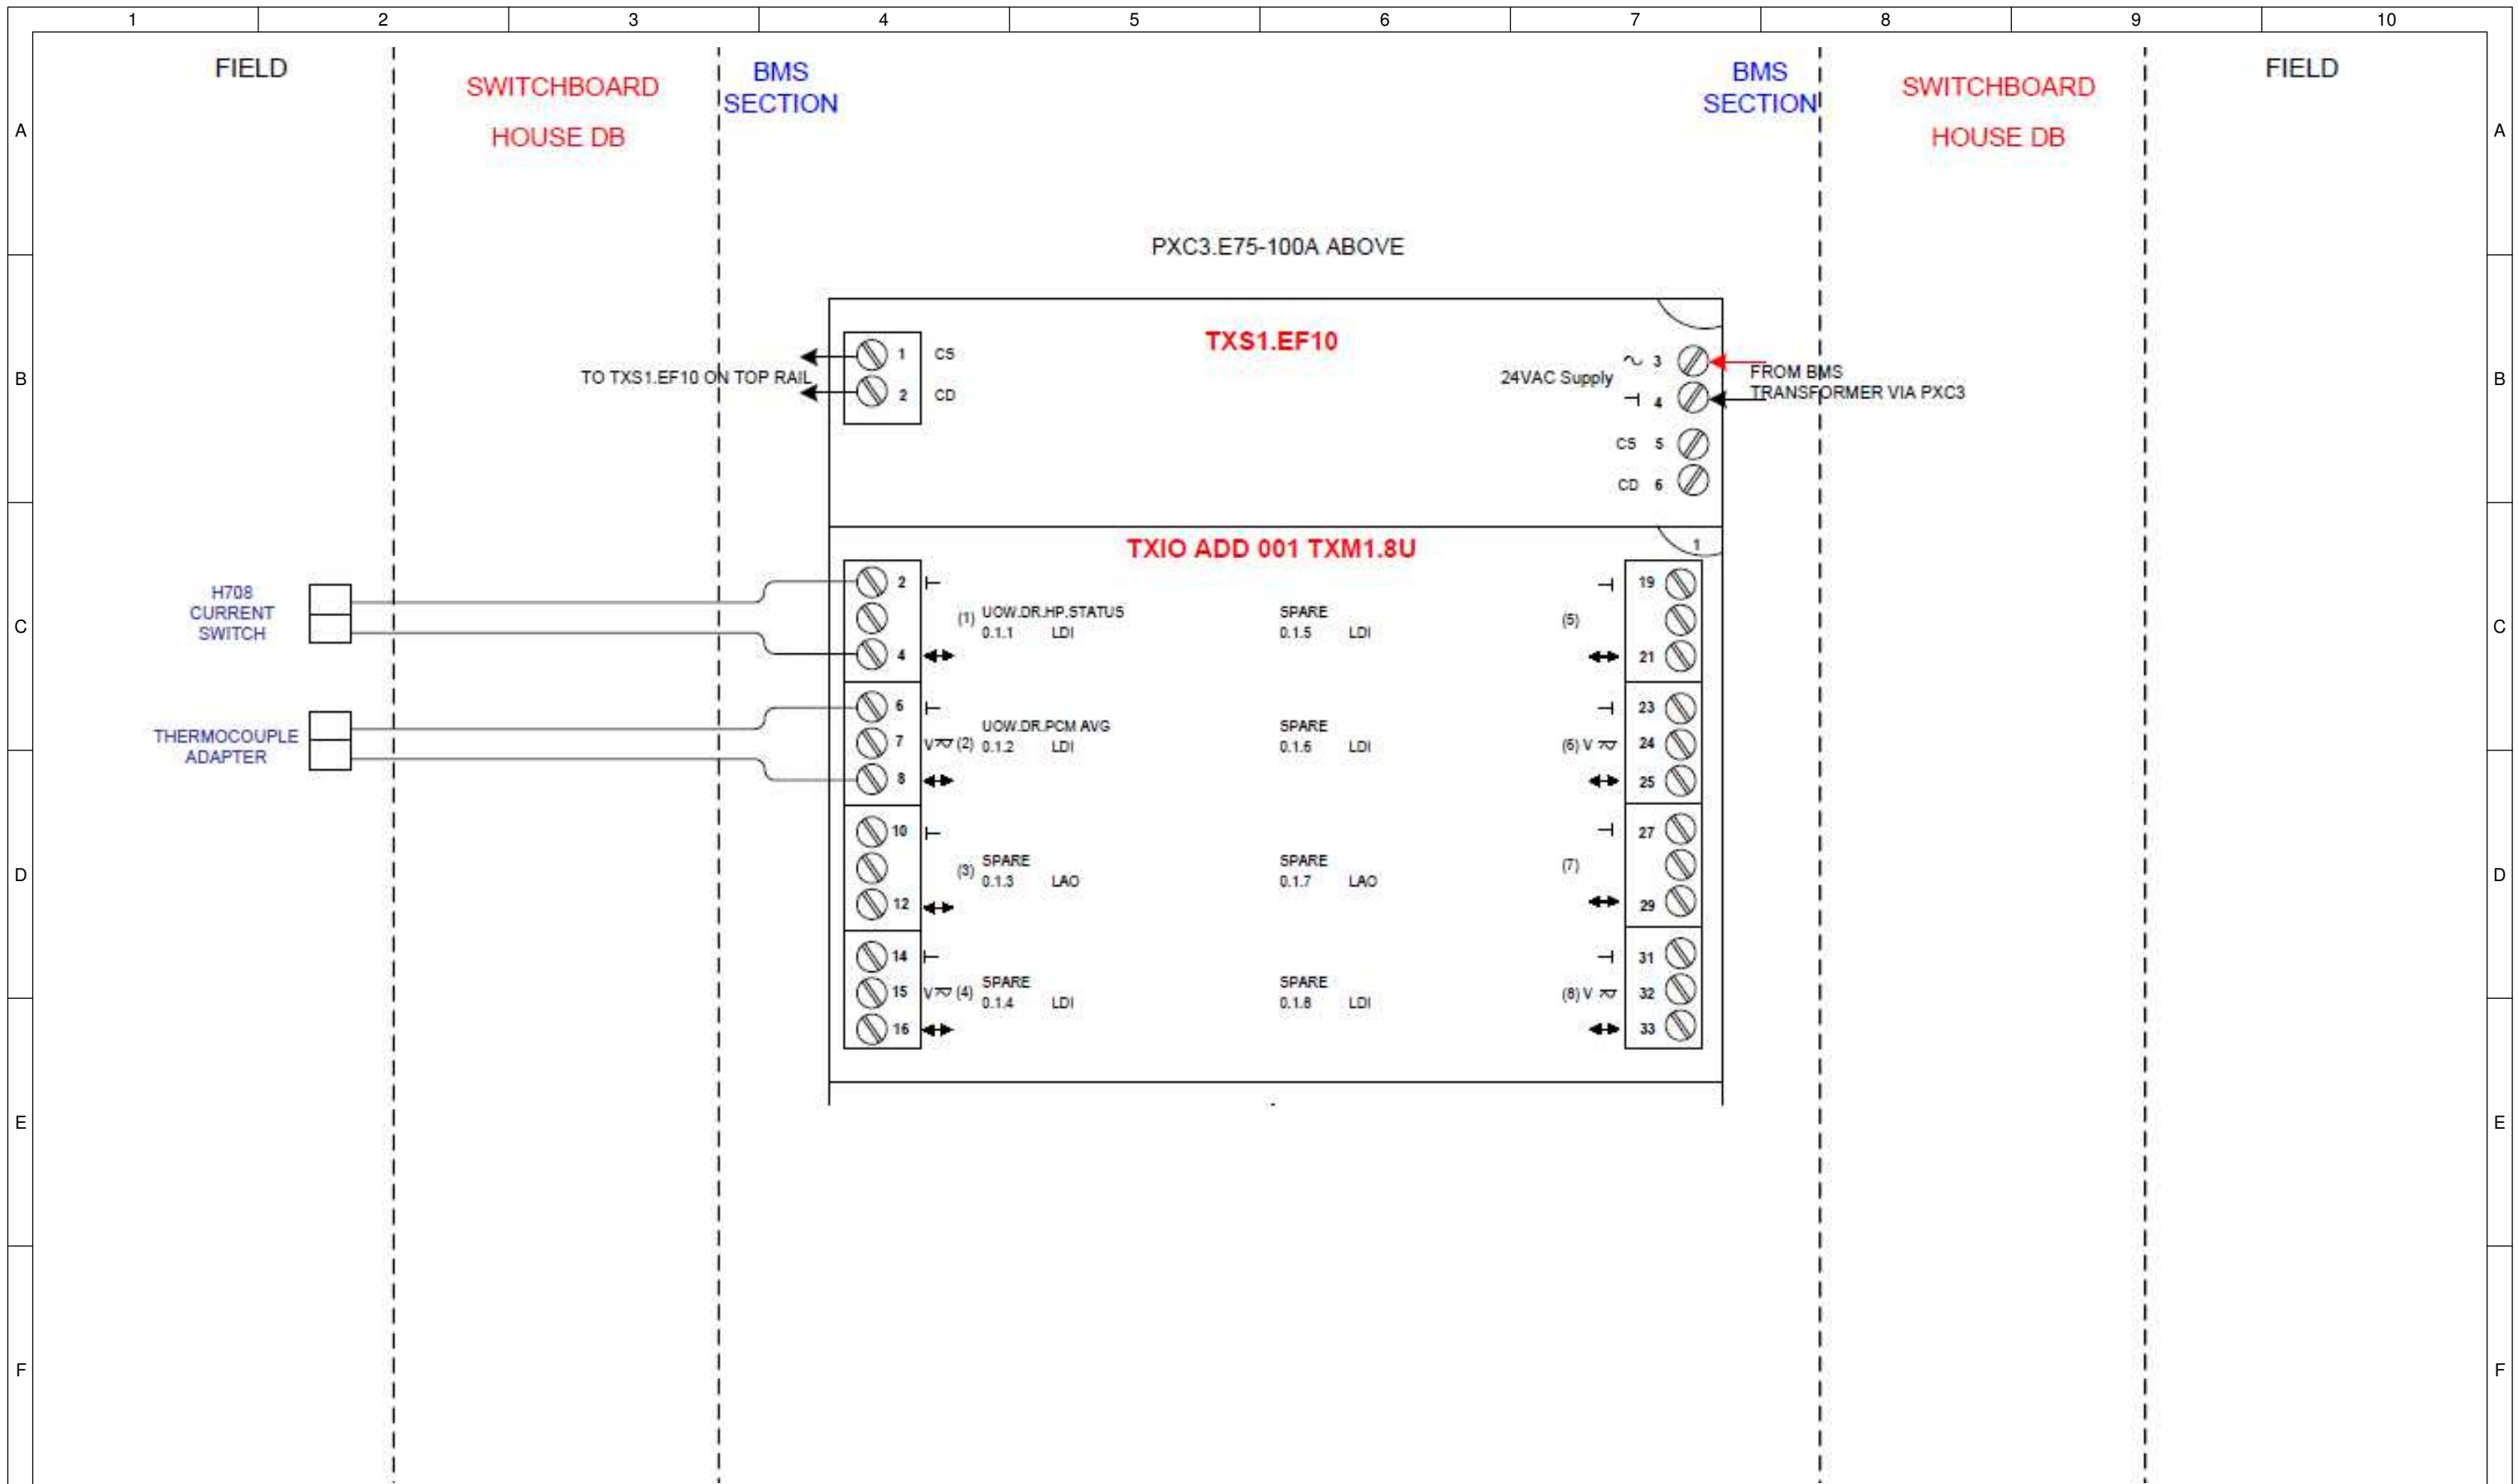 1 2 3 4 5 6 7 8 9 10
FIELD
SWITCHBOARD
HOUSE DB
BMS
SECTION
BMS
SECTION
SWITCHBOARD
HOUSE DB
FIELD
A A
PXC3.E75-100A ABOVE
TXS1.EF10
1 CS
TO TXS1.EF10 ON TOP RAIL
2 CD
24VAC Supply
3
4
FROM BMS
TRANSFORMER VIA PXC3
CS 5
CD 6
B B
TXIO ADD 001 TXM1.8U
1
H708
CURRENT
SWITCH
2
(1) UOW.DR.HP.STATUS
0.1.1 LDI
4
SPARE
0.1.5 LDI
19
(5)
21
C C
THERMOCOUPLE
ADAPTER
6
7 V (2) UOW.DR.PCM AVG
0.1.2 LDI
8
SPARE
0.1.6 LDI
23
(6) V 24
25
10
(3) SPARE
0.1.3 LAO
12
SPARE
0.1.7 LAO
27
(7)
29
D D
14
15 V (4) SPARE
0.1.4 LDI
16
SPARE
0.1.8 LDI
31
(8) V 32
33
-
E E
F F